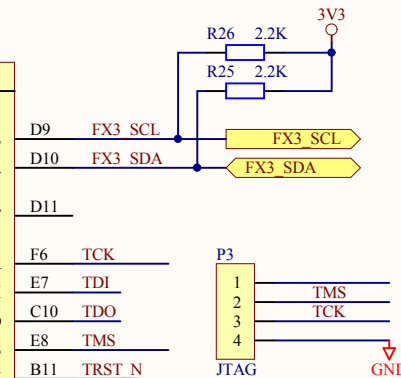 3V3
R26 2.2K
R25 2.2K
D9 FX3_SCL FX3_SCL
D10 FX3_SDA FX3_SDA
D11
F6 TCK
P3
E7 TDI
1
TMS
2
C10 TDO
TCK
3
E8 TMS
4
B11 TRST_N
JTAG
GND